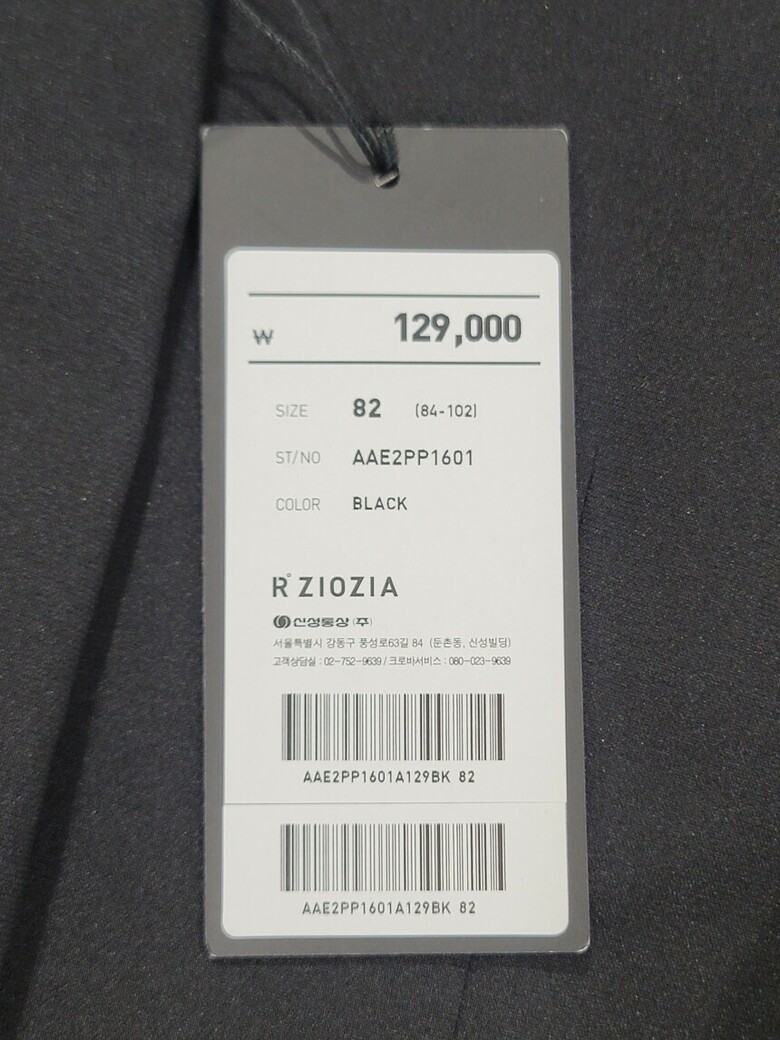 ₩ 129,000
SIZE 82 (84-102)
ST/NO AAE2PP1601
COLOR BLACK
R° ZIOZIA
신성통상(주)
서울특별시 강동구 풍성로63길 84 (둔촌동, 신성빌딩)
고객상담실 : 02-752-9639 / 크로바서비스 : 080-023-9639
AAE2PP1601A129BK 82
AAE2PP1601A129BK 82